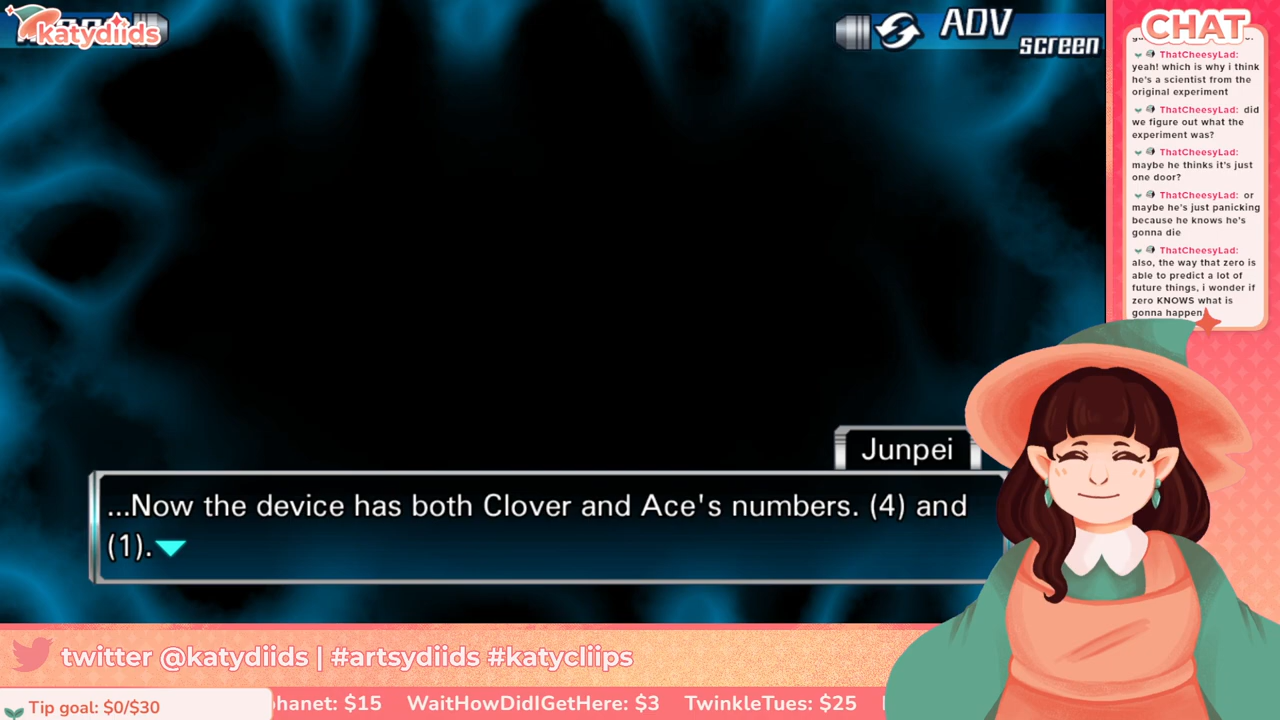 katydiids
ADV
screen
CHAT
ThatCheesyLad:
yeah! which is why i think
he's a scientist from the
original experiment
ThatCheesyLad: did
we figure out what the
experiment was?
ThatCheesyLad:
maybe he thinks it's just
one door?
ThatCheesyLad: or
maybe he's just panicking
because he knows he's
gonna die
ThatCheesyLad:
also, the way that zero is
able to predict a lot of
future things, i wonder if
zero KNOWS what is
gonna happen
Junpei
...Now the device has both Clover and Ace's numbers. (4) and
(1).
twitter @katydiids | #artsydiids #katycliips
Tip goal: $0/$30
hanet: $15 WaitHowDidIGetHere: $3 TwinkleTues: $25